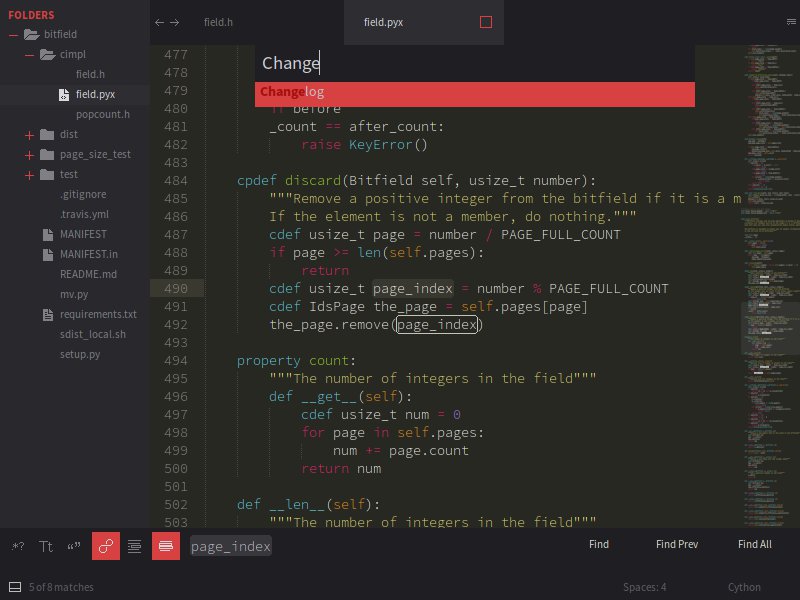 FOLDERS
bitfield
cimpl
field.h
field.pyx
popcount.h
dist
page_size_test
test
.gitignore
.travis.yml
MANIFEST
MANIFEST.in
README.md
mv.py
requirements.txt
sdist_local.sh
setup.py
field.h
field.pyx
Change
Changelog
477
478
479
480 if before
481 _count == after_count:
482 raise KeyError()
483
484 cpdef discard(Bitfield self, usize_t number):
485 """Remove a positive integer from the bitfield if it is a m
486 If the element is not a member, do nothing."""
487 cdef usize_t page = number / PAGE_FULL_COUNT
488 if page >= len(self.pages):
489 return
490 cdef usize_t page_index = number % PAGE_FULL_COUNT
491 cdef IdsPage the_page = self.pages[page]
492 the_page.remove(page_index)
493
494 property count:
495 """The number of integers in the field"""
496 def __get__(self):
497 cdef usize_t num = 0
498 for page in self.pages:
499 num += page.count
500 return num
501
502 def __len__(self):
503 """The number of integers in the field"""
.*? Tt “” page_index Find Find Prev Find All
5 of 8 matches Spaces: 4 Cython